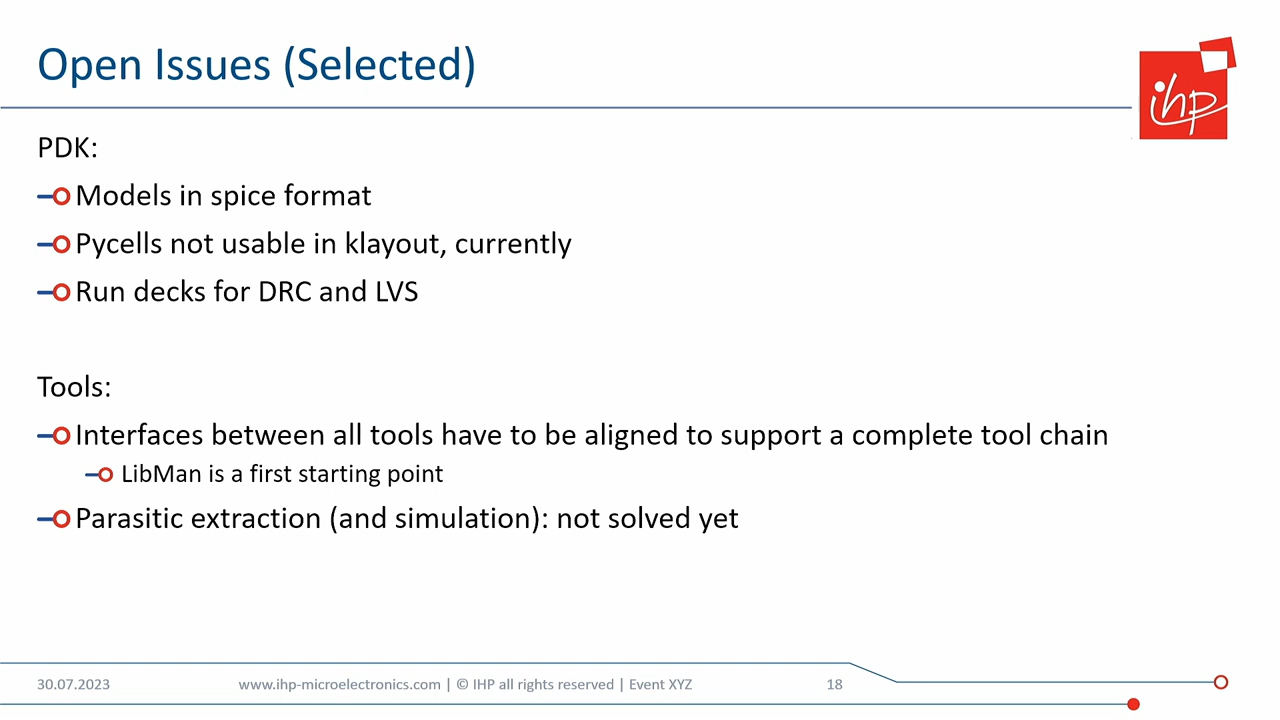 Open Issues (Selected)
ihp
PDK:
Models in spice format
Pycells not usable in klayout, currently
Run decks for DRC and LVS
Tools:
Interfaces between all tools have to be aligned to support a complete tool chain
LibMan is a first starting point
Parasitic extraction (and simulation): not solved yet
30.07.2023
www.ihp-microelectronics.com | © IHP all rights reserved | Event XYZ
18